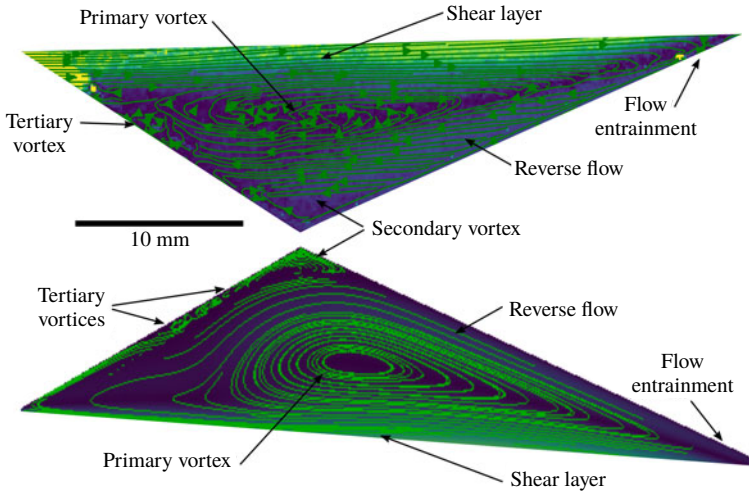 Primary vortex
Shear layer
Tertiary
vortex
Flow
entrainment
Reverse flow
10 mm
Secondary vortex
Tertiary
vortices
Reverse flow
Flow
entrainment
Primary vortex
Shear layer